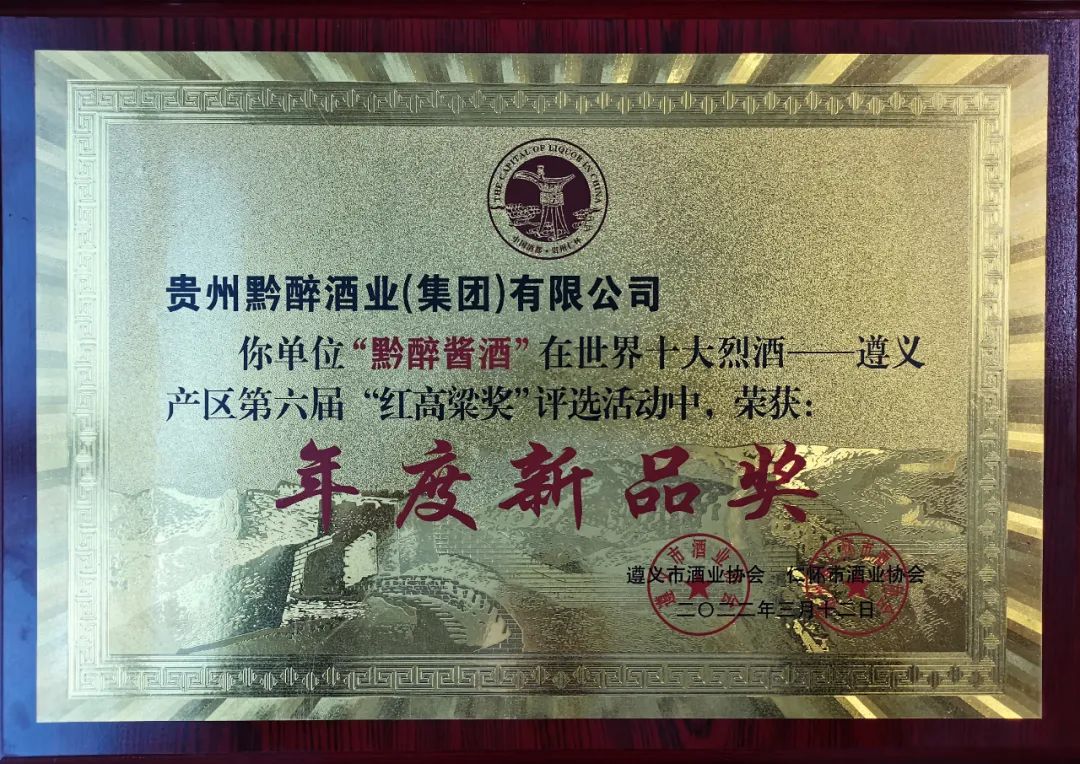 THE CAPITAL OF LIQUOR IN CHINA
中国酒都·贵州仁怀
贵州黔醉酒业(集团)有限公司
你单位“黔醉酱酒”在世界十大烈酒——遵义
产区第六届“红高粱奖”评选活动中，荣获：
年度新品奖
遵义市酒业协会 仁怀市酒业协会
二〇二二年三月十二日